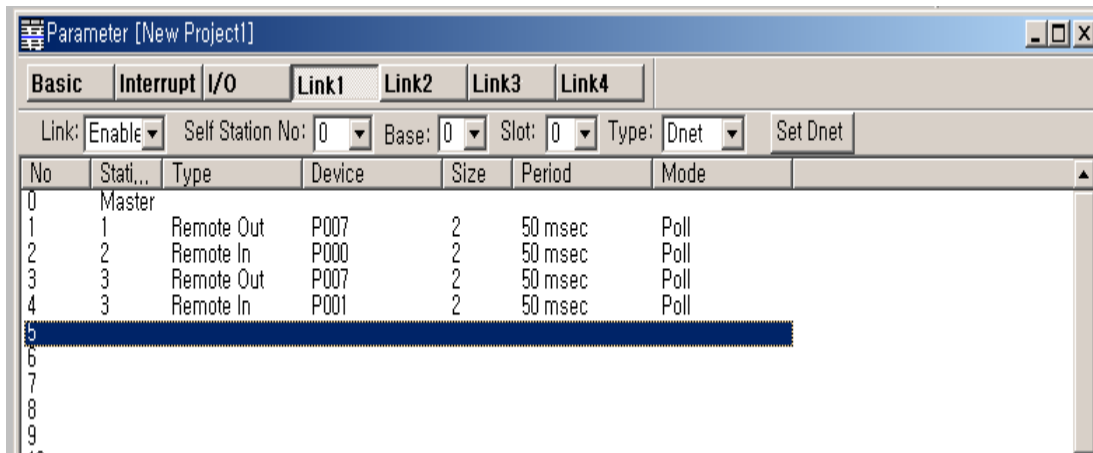 Parameter [New Project1]
Basic Interrupt I/O Link1 Link2 Link3 Link4
Link: Enable Self Station No: 0 Base: 0 Slot: 0 Type: Dnet Set Dnet
No Stati... Type Device Size Period Mode
0 Master
1 1 Remote Out P007 2 50 msec Poll
2 2 Remote In P000 2 50 msec Poll
3 3 Remote Out P007 2 50 msec Poll
4 3 Remote In P001 2 50 msec Poll
5
6
7
8
9